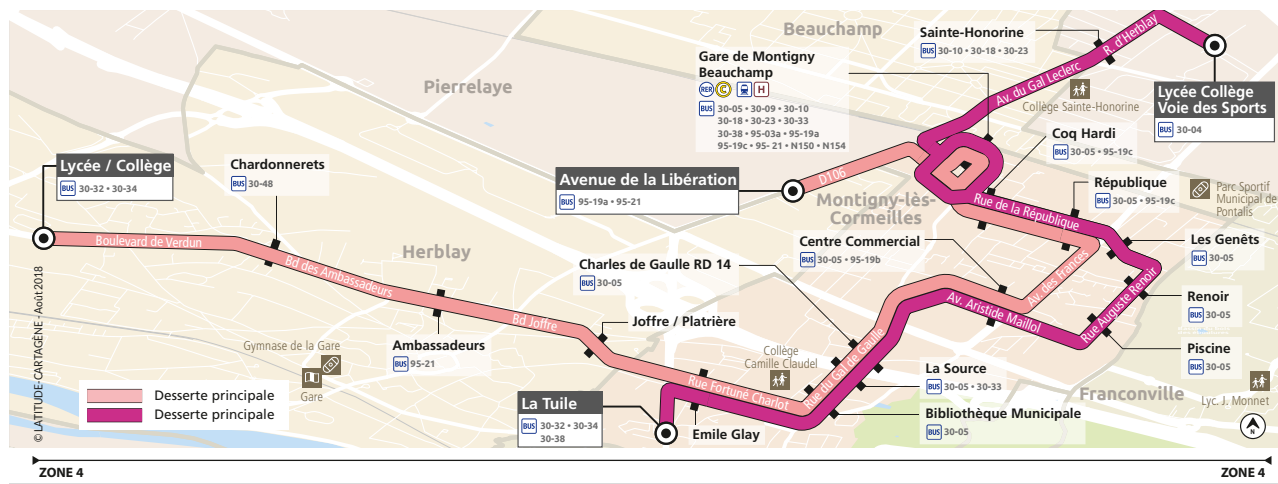 Beauchamp
Sainte-Honorine
BUS 30-10 • 30-18 • 30-23
R. d'Herblay
Gare de Montigny
Beauchamp
RER C H
BUS 30-05 • 30-09 • 30-10
30-18 • 30-23 • 30-33
30-38 • 95-03a • 95-19a
95-19c • 95- 21 • N150 • N154
Av. du Gal Leclerc
Collège Sainte-Honorine
Lycée Collège
Voie des Sports
BUS 30-04
Pierrelaye
Coq Hardi
BUS 30-05 • 95-19c
Lycée / Collège
BUS 30-32 • 30-34
Chardonnerets
BUS 30-48
Avenue de la Libération
BUS 95-19a • 95-21
D106
République
BUS 30-05 • 95-19c
Parc Sportif
Municipal de
Pontalis
Montigny-lès-
Cormeilles
Rue de la République
Boulevard de Verdun
Herblay
Centre Commercial
BUS 30-05 • 95-19b
Les Genêts
BUS 30-05
Bd des Ambassadeurs
Charles de Gaulle RD 14
BUS 30-05
Av. des Frances
Rue Auguste Renoir
Renoir
BUS 30-05
Av. Aristide Maillol
Bd Joffre
Joffre / Platrière
Ambassadeurs
BUS 95-21
Gymnase de la Gare
Gare
Collège
Camille Claudel
Rue du Gal de Gaulle
Piscine
BUS 30-05
La Source
BUS 30-05 • 30-33
Rue Fortuné Charlot
Franconville
Lyc. J. Monnet
Desserte principale
Desserte principale
La Tuile
BUS 30-32 • 30-34
30-38
Emile Glay
Bibliothèque Municipale
BUS 30-05
N
© LATITUDE-CARTAGÈNE - Août 2018
ZONE 4
ZONE 4